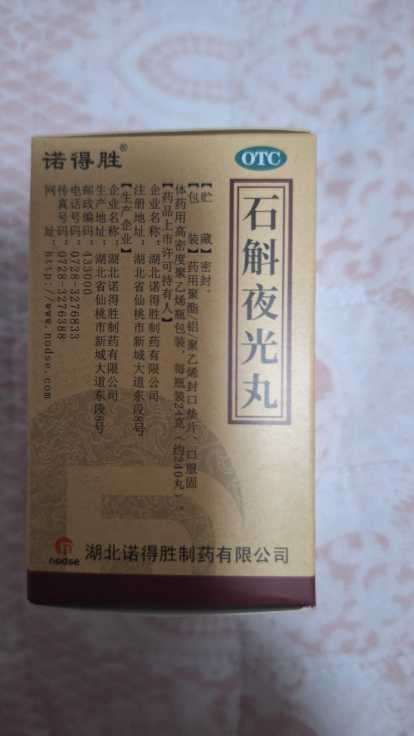 诺得胜®
OTC
石斛夜光丸
【贮　藏】密封。
【包　装】药用聚酯/铝/聚乙烯封口垫片、口服固
体药用高密度聚乙烯瓶包装，每瓶装24克（约240丸）。
【药品上市许可持有人】
企业名称：湖北诺得胜制药有限公司
注册地址：湖北省仙桃市新城大道东段8号
【生产企业】
企业名称：湖北诺得胜制药有限公司
生产地址：湖北省仙桃市新城大道东段8号
邮政编码：433000
电话号码：0728-3276833
传真号码：0728-3276388
网　址：http://www.nodse.com
nodse
湖北诺得胜制药有限公司